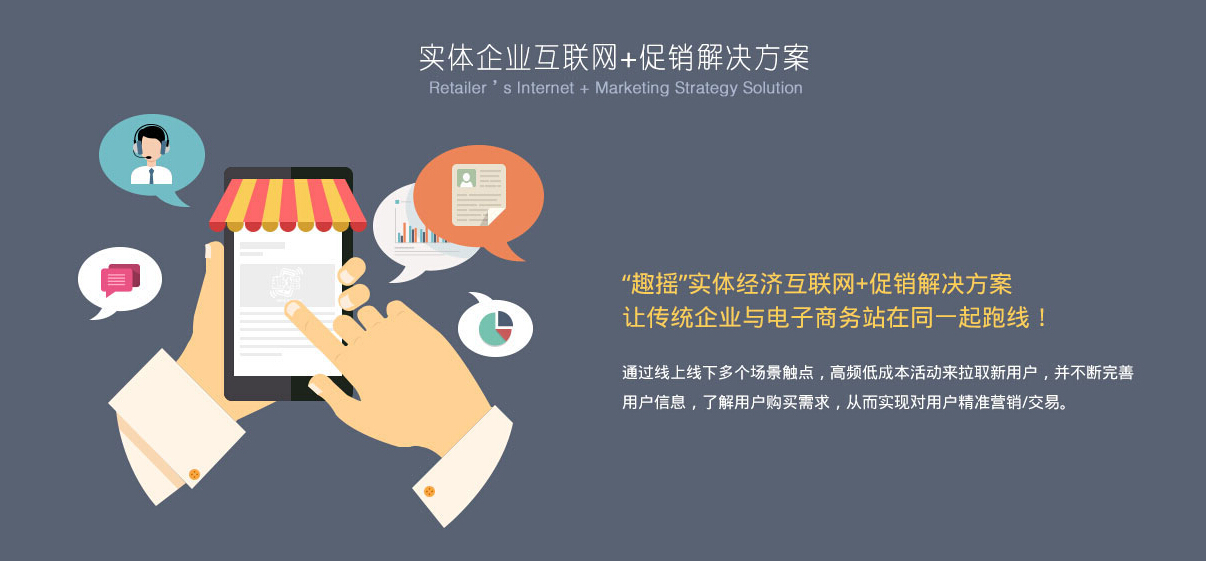 实体企业互联网+促销解决方案
Retailer ’ s Internet + Marketing Strategy Solution
“趣摇”实体经济互联网+促销解决方案
让传统企业与电子商务站在同一起跑线！
通过线上线下多个场景触点，高频低成本活动来拉取新用户，并不断完善
用户信息，了解用户购买需求，从而实现对用户精准营销/交易。